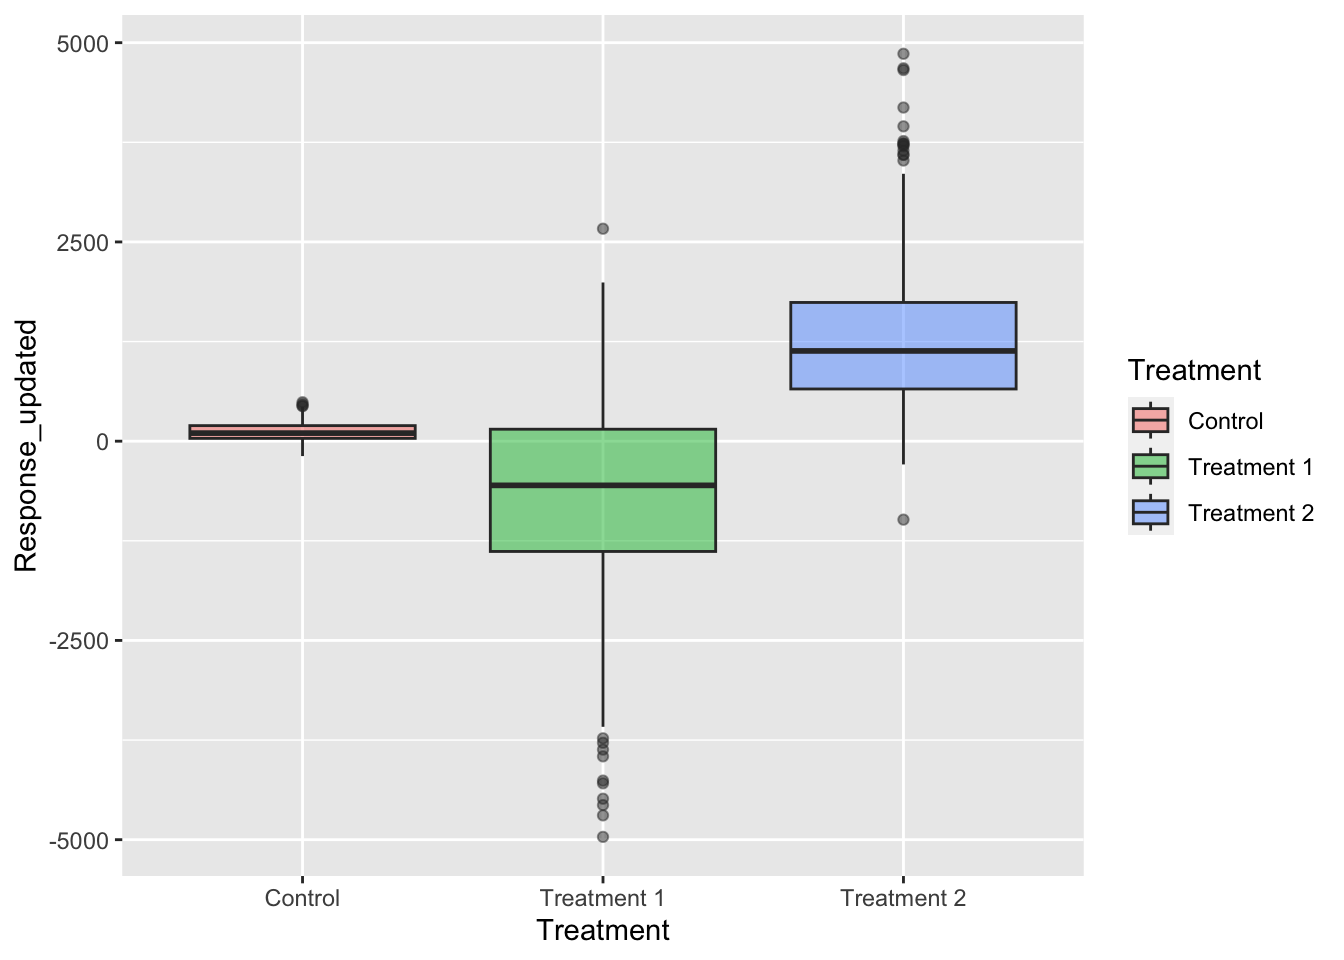 Response_updated
5000
2500
0
-2500
-5000
Control
Treatment 1
Treatment 2
Treatment
Treatment
Control
Treatment 1
Treatment 2